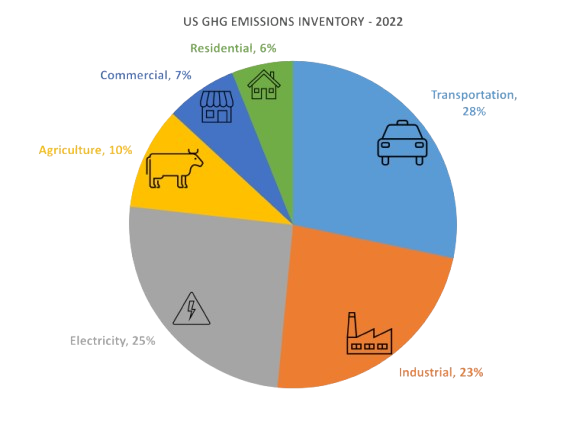 US GHG EMISSIONS INVENTORY - 2022
Residential, 6%
Commercial, 7%
Transportation,
28%
Agriculture, 10%
Electricity, 25%
Industrial, 23%